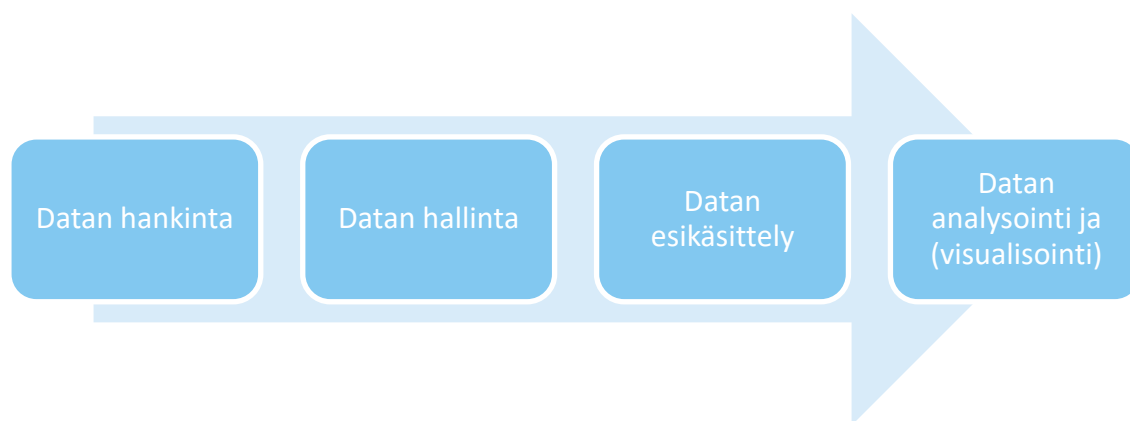 Datan hankinta
Datan hallinta
Datan
esikäsittely
Datan
analysointi ja
(visualisointi)